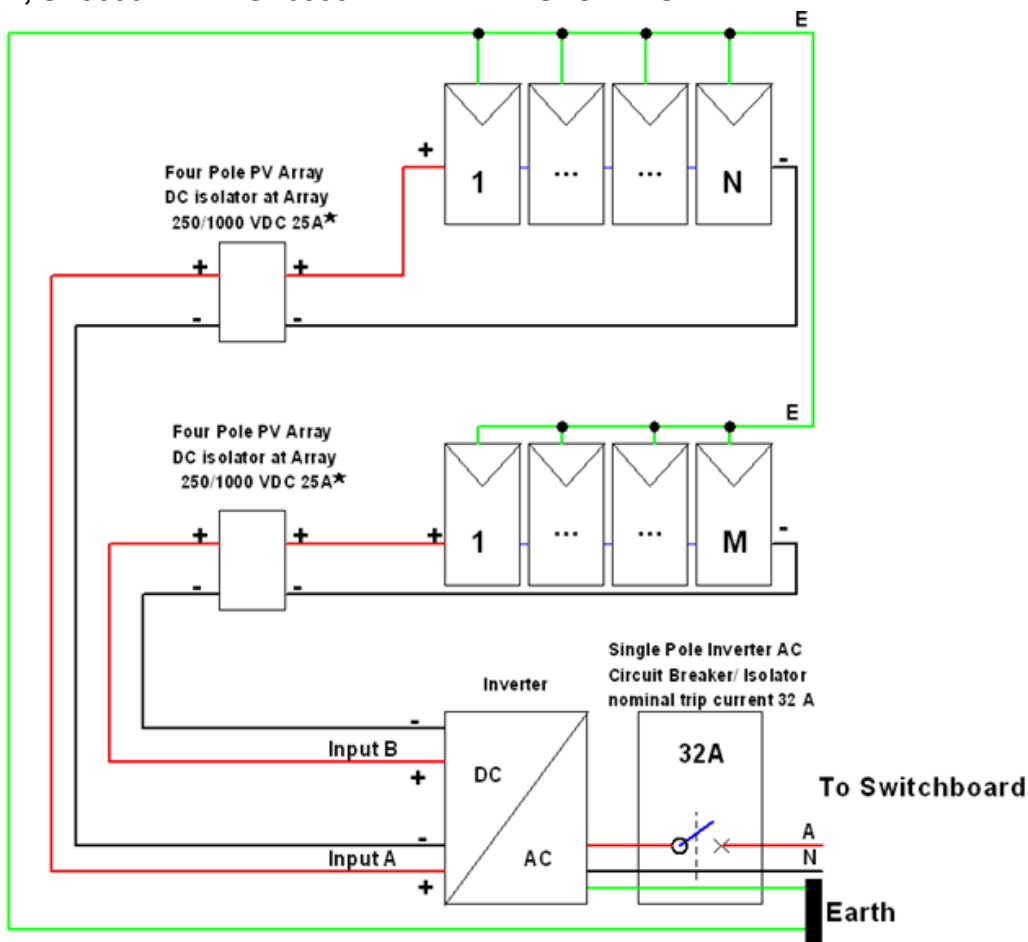 E
Four Pole PV Array
DC isolator at Array
250/1000 VDC 25A★
+
1
...
...
N
-
+ +
- -
E
Four Pole PV Array
DC isolator at Array
250/1000 VDC 25A★
+ + +
1
...
...
M
-
- -
Single Pole Inverter AC
Circuit Breaker/ Isolator
nominal trip current 32 A
Inverter
-
Input B
+
DC
32A
To Switchboard
-
Input A
+
AC
A
N
Earth